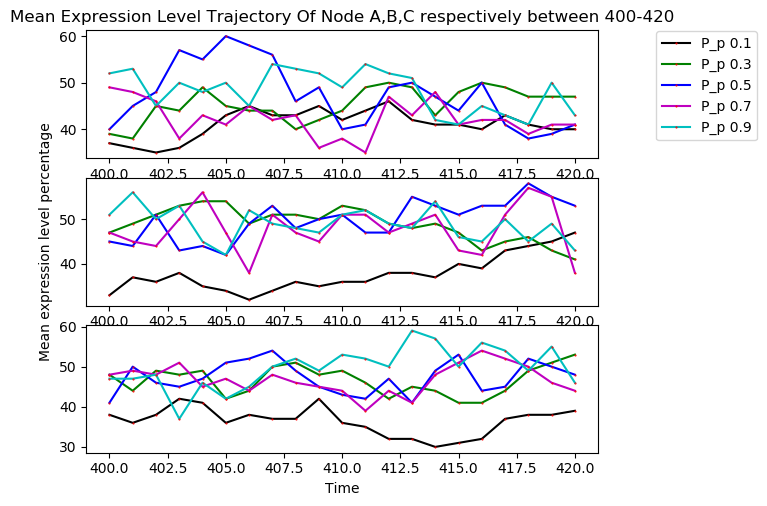 Mean Expression Level Trajectory Of Node A,B,C respectively between 400-420
P_p 0.1
P_p 0.3
P_p 0.5
P_p 0.7
P_p 0.9
60
50
40
400.0 402.5 405.0 407.5 410.0 412.5 415.0 417.5 420.0
Mean expression level percentage
50
40
400.0 402.5 405.0 407.5 410.0 412.5 415.0 417.5 420.0
60
50
40
30
400.0 402.5 405.0 407.5 410.0 412.5 415.0 417.5 420.0
Time